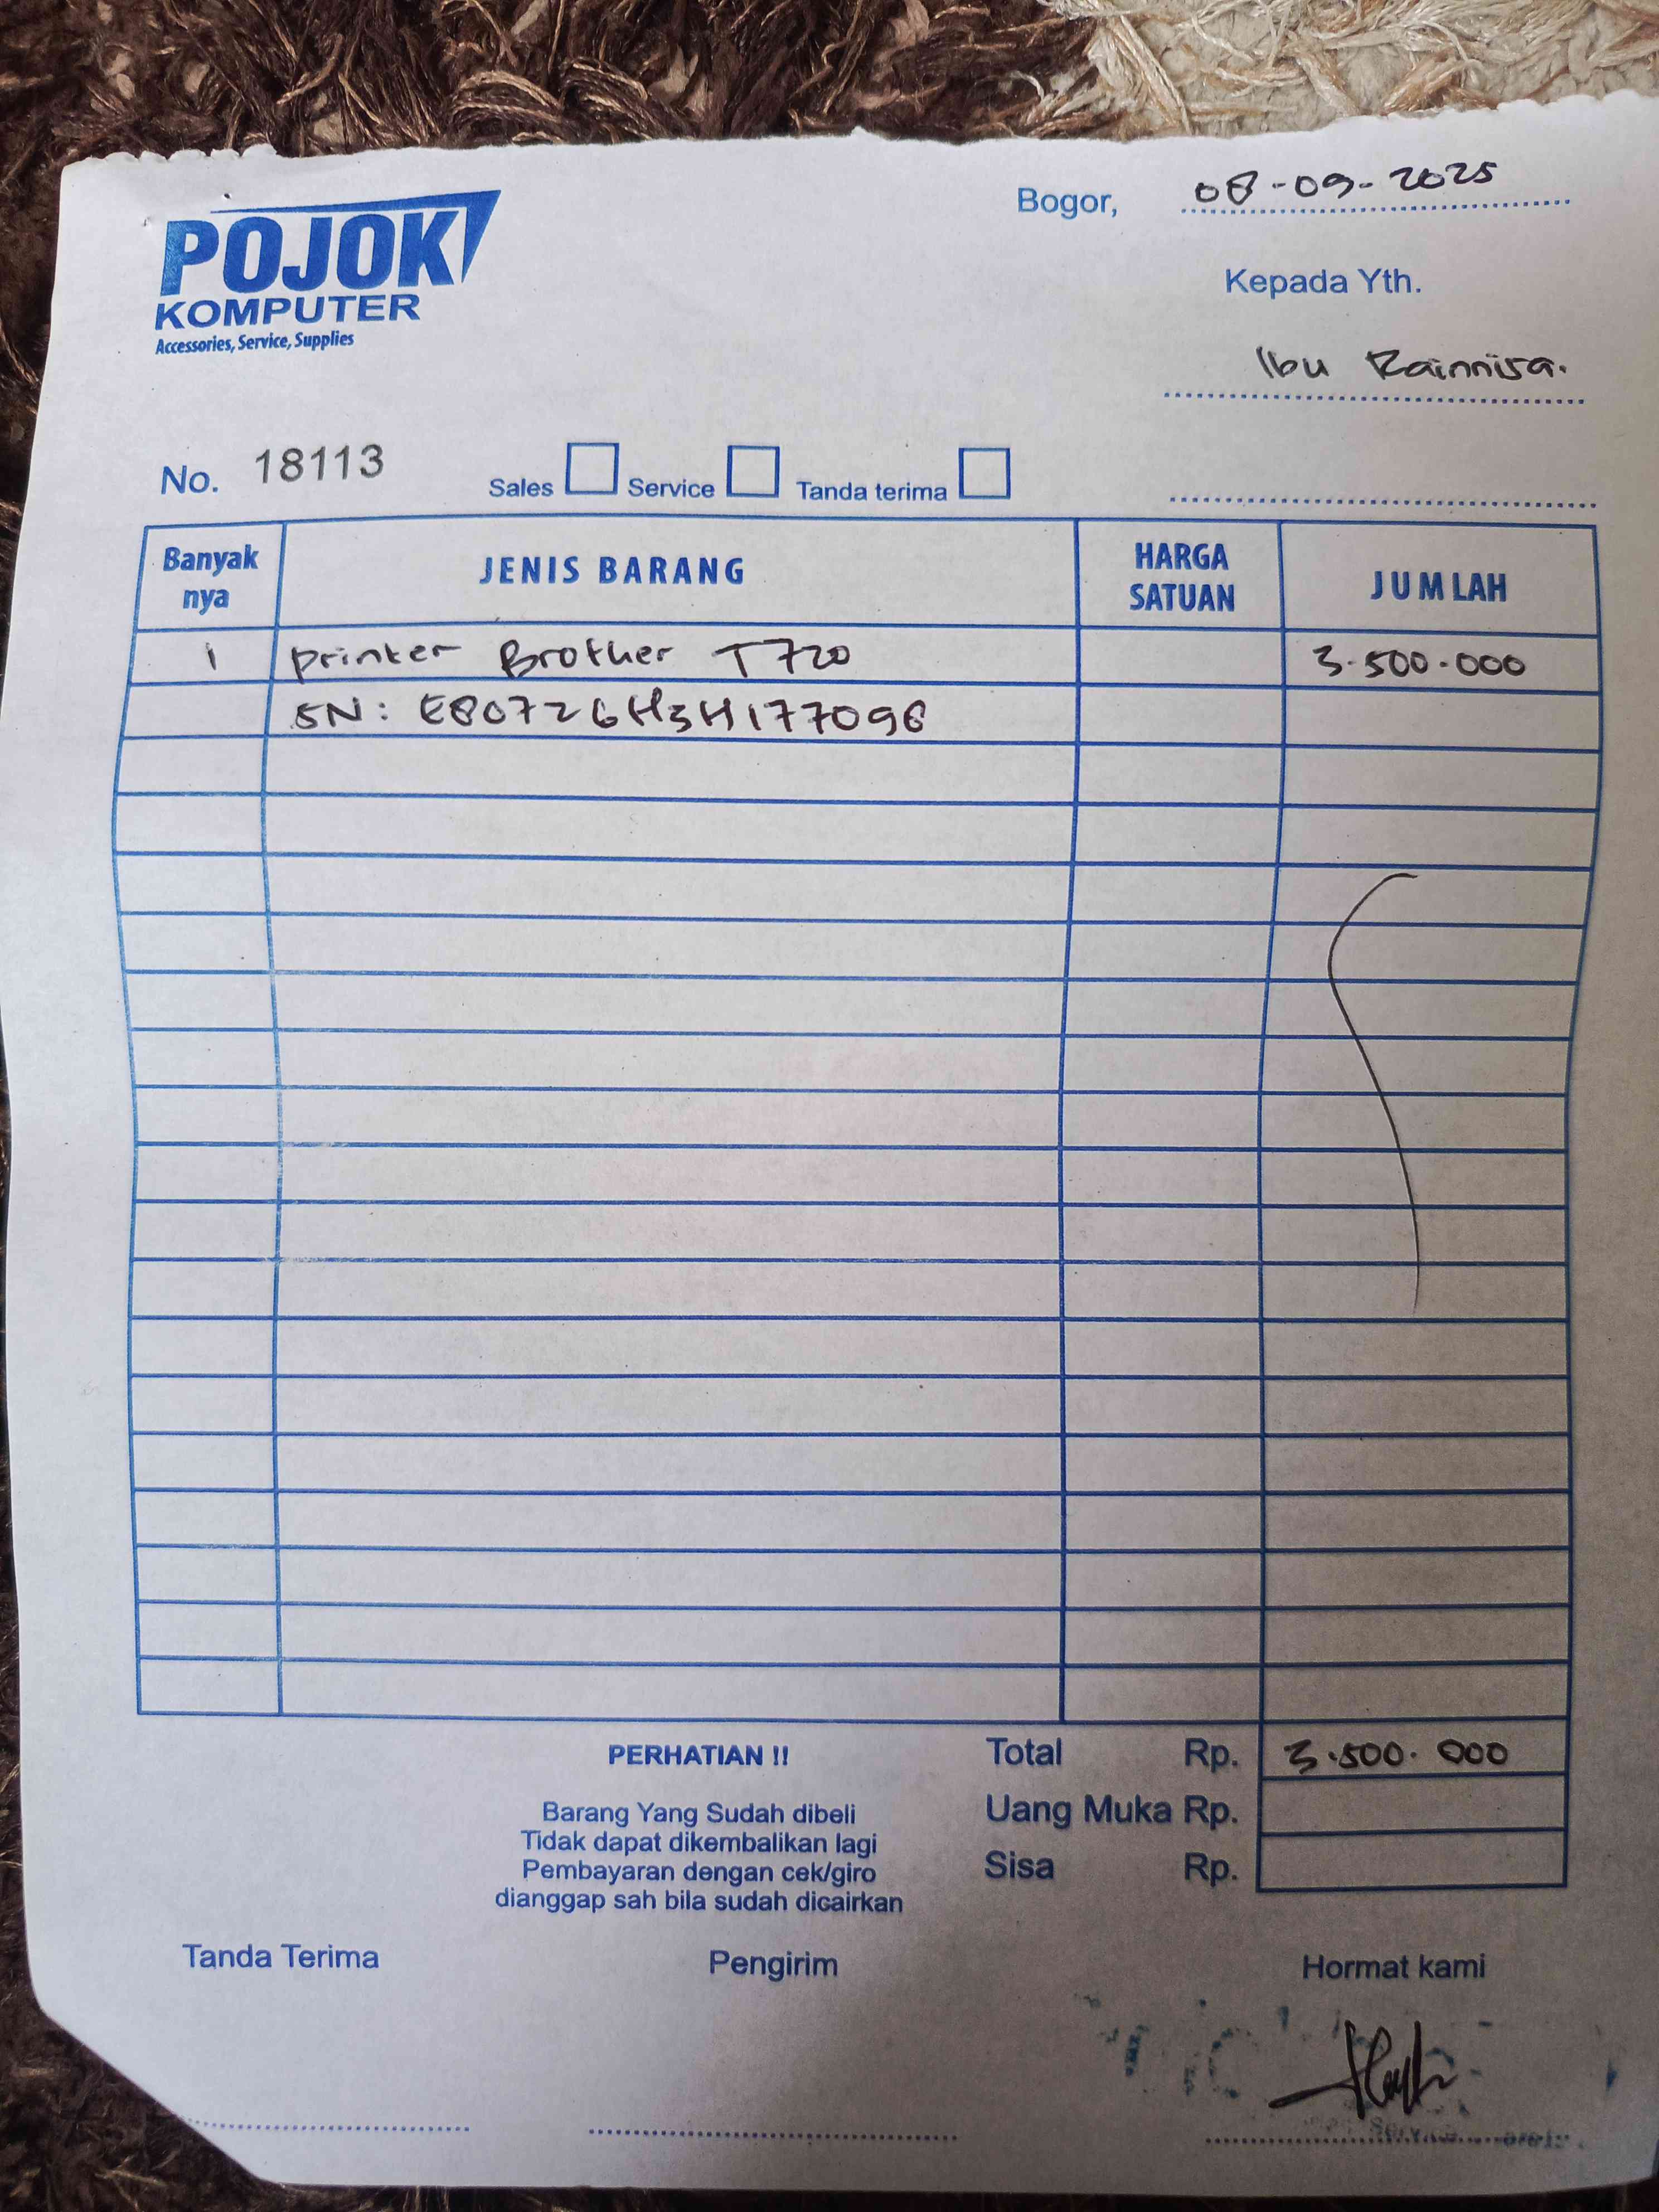 POJOK
KOMPUTER
Accessories, Service, Supplies
Bogor, 08-09-2025
Kepada Yth.
Ibu Rainnisa.
No. 18113 Sales Service Tanda terima
Banyak nya JENIS BARANG HARGA SATUAN JUMLAH
1 Printer Brother T720 3.500.000
SN: E80726H3H177098
PERHATIAN !!
Barang Yang Sudah dibeli
Tidak dapat dikembalikan lagi
Pembayaran dengan cek/giro
dianggap sah bila sudah dicairkan
Total Rp. 3.500.000
Uang Muka Rp.
Sisa Rp.
Tanda Terima Pengirim Hormat kami